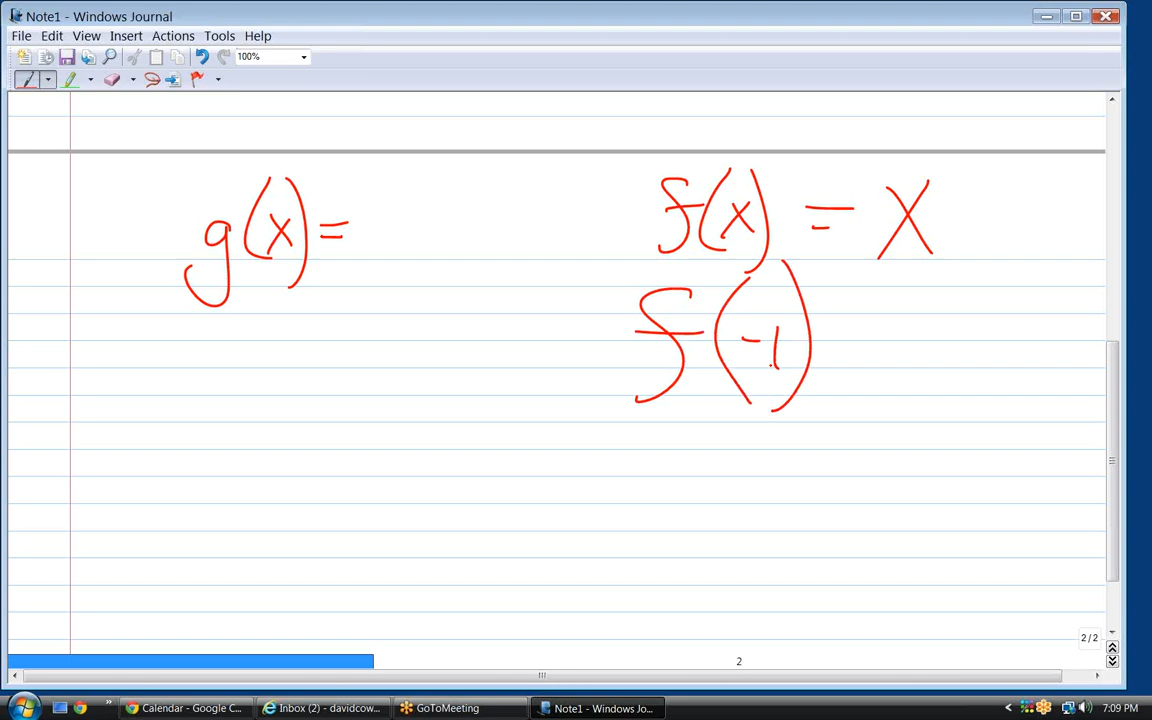 Note1 - Windows Journal
File Edit View Insert Actions Tools Help
100%
g(x)=
f(x) = X
f(-1)
2/2
2
Calendar - Google C... Inbox (2) - davidcow... GoToMeeting Windows Note1 - Windows Jo... 7:09 PM